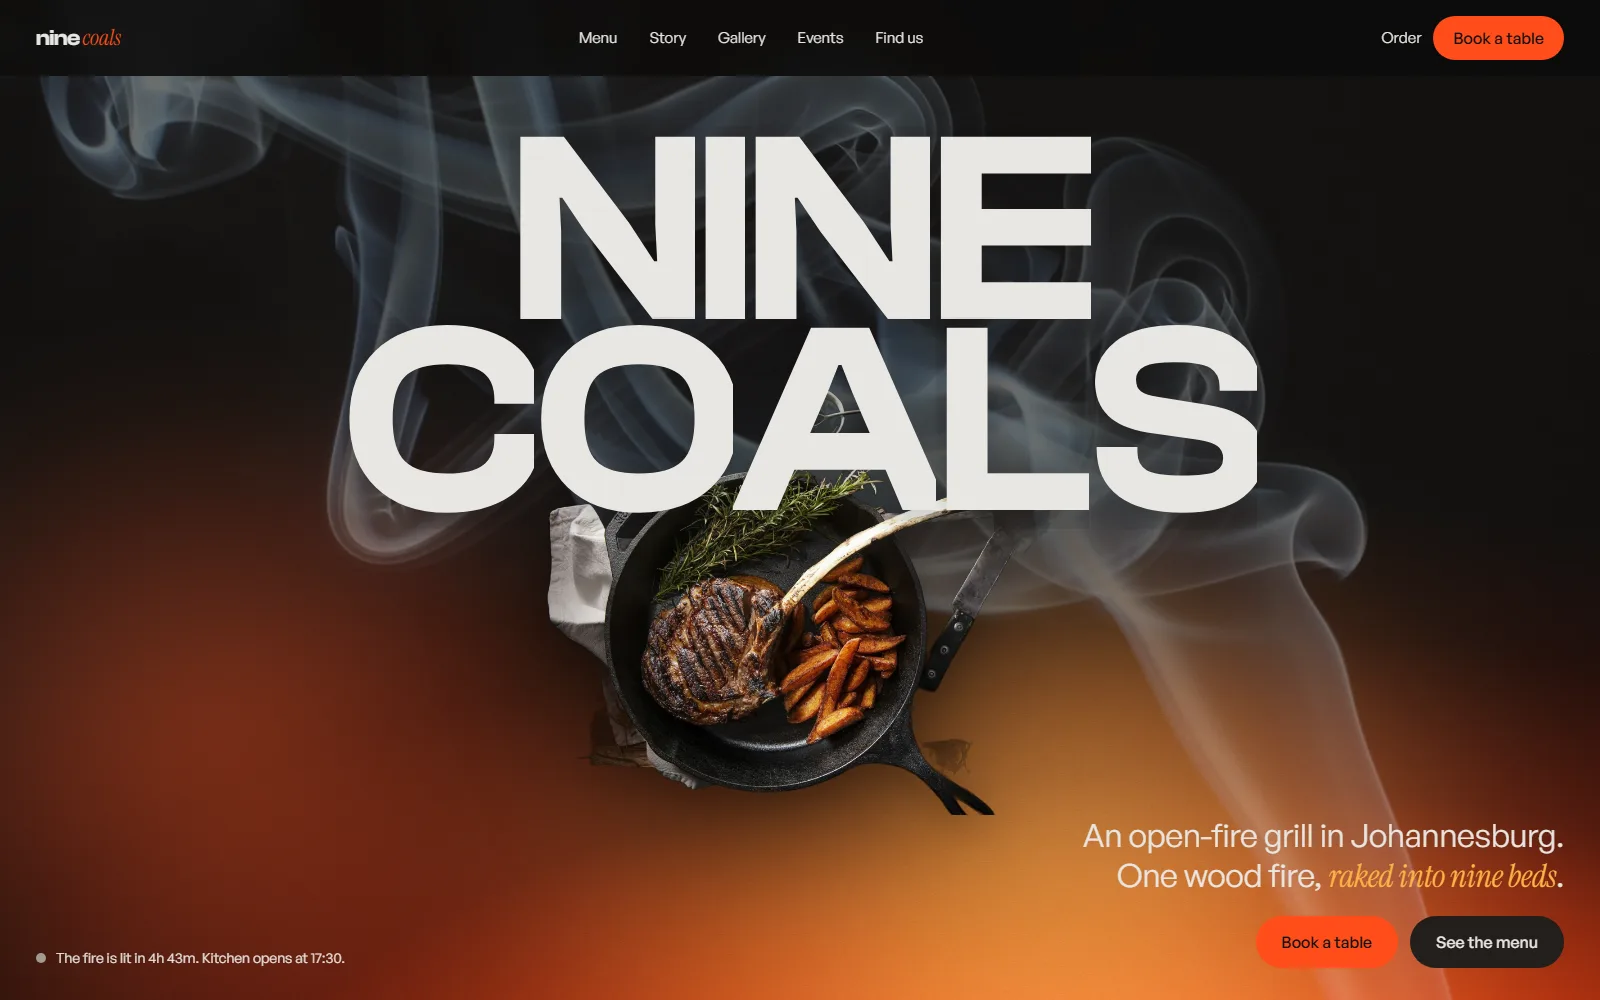 nine coals
Menu
Story
Gallery
Events
Find us
Order
Book a table
NINE
COALS
An open-fire grill in Johannesburg.
One wood fire, raked into nine beds.
Book a table
See the menu
The fire is lit in 4h 43m. Kitchen opens at 17:30.